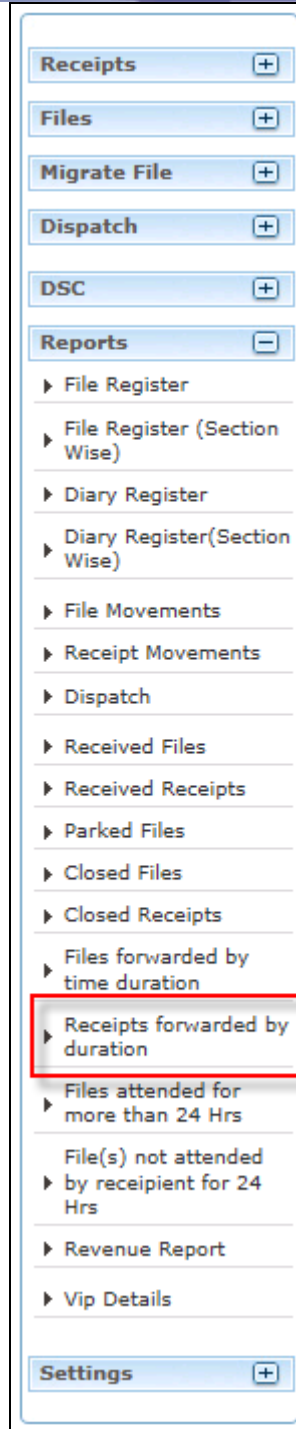 Receipts
Files
Migrate File
Dispatch
DSC
Reports
File Register
File Register (Section
Wise)
Diary Register
Diary Register(Section
Wise)
File Movements
Receipt Movements
Dispatch
Received Files
Received Receipts
Parked Files
Closed Files
Closed Receipts
Files forwarded by
time duration
Receipts forwarded by
duration
Files attended for
more than 24 Hrs
File(s) not attended
by receipient for 24
Hrs
Revenue Report
Vip Details
Settings